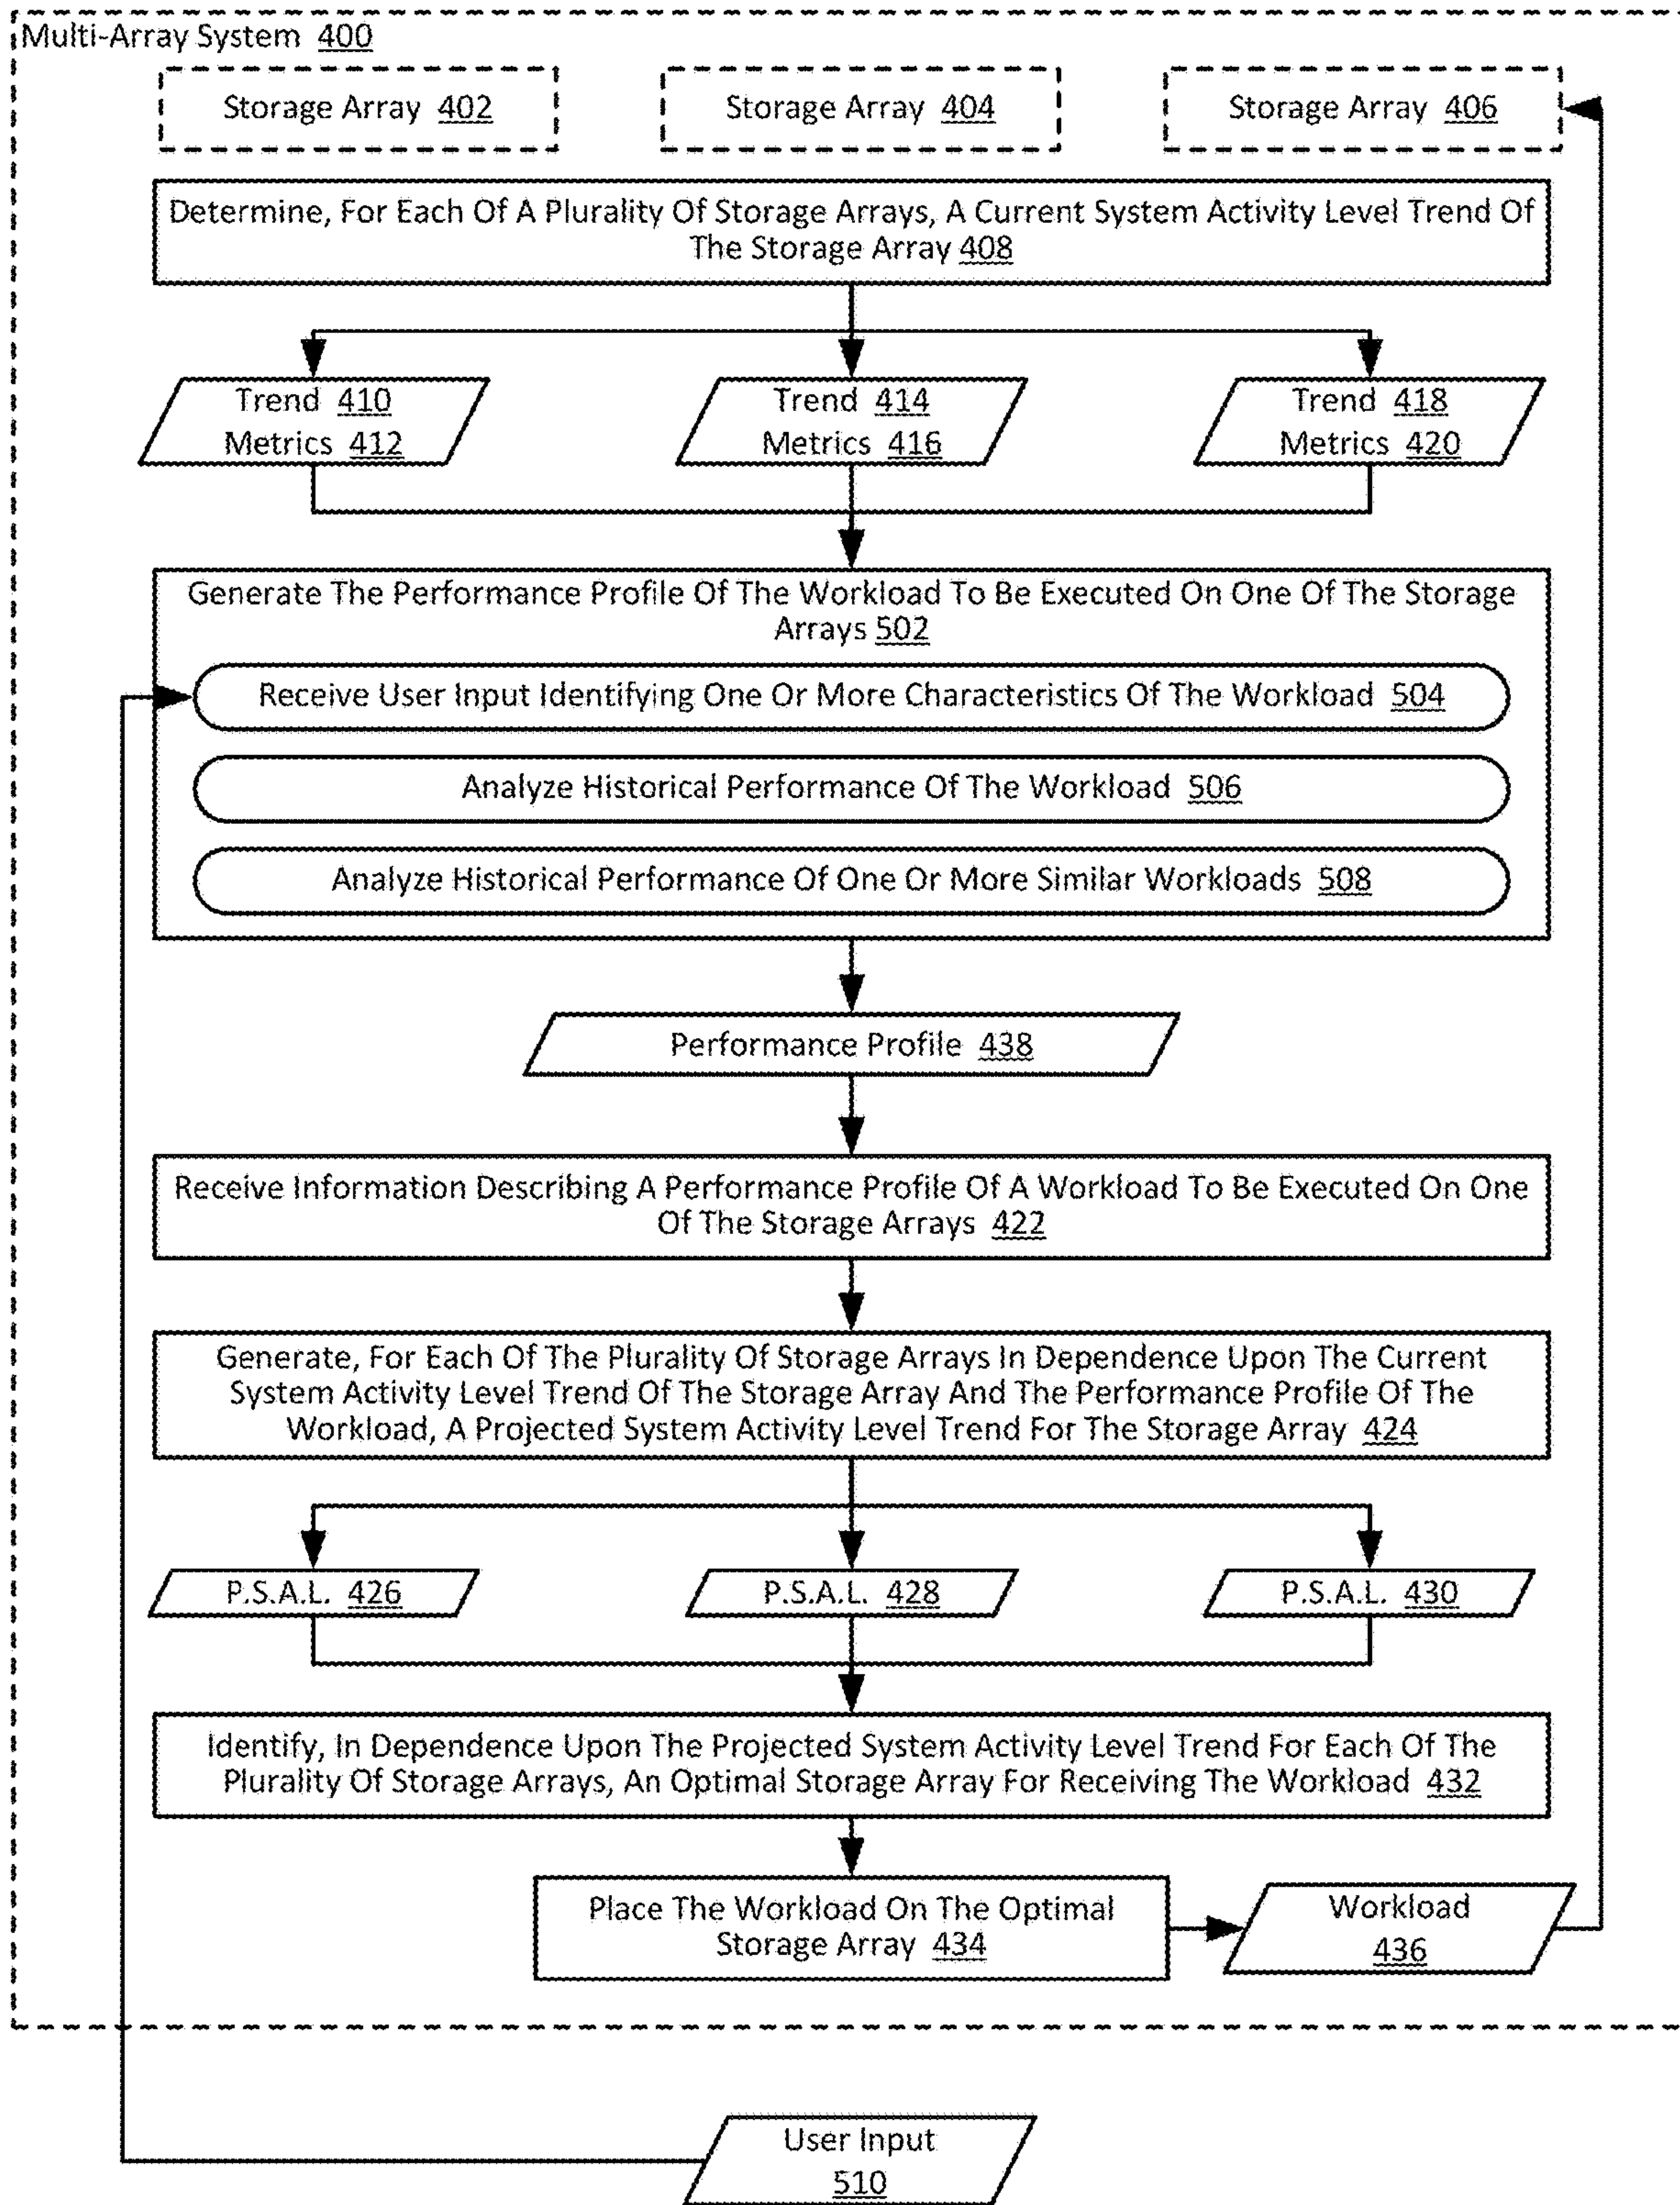 Multi-Array System 400
Storage Array 402
Storage Array 404
Storage Array 406
Determine, For Each Of A Plurality Of Storage Arrays, A Current System Activity Level Trend Of
The Storage Array 408
Trend 410
Metrics 412
Trend 414
Metrics 416
Trend 418
Metrics 420
Generate The Performance Profile Of The Workload To Be Executed On One Of The Storage
Arrays 502
Receive User Input Identifying One Or More Characteristics Of The Workload 504
Analyze Historical Performance Of The Workload 506
Analyze Historical Performance Of One Or More Similar Workloads 508
Performance Profile 438
Receive Information Describing A Performance Profile Of A Workload To Be Executed On One
Of The Storage Arrays 422
Generate, For Each Of The Plurality Of Storage Arrays In Dependence Upon The Current
System Activity Level Trend Of The Storage Array And The Performance Profile Of The
Workload, A Projected System Activity Level Trend For The Storage Array 424
P.S.A.L. 426
P.S.A.L. 428
P.S.A.L. 430
Identify, In Dependence Upon The Projected System Activity Level Trend For Each Of The
Plurality Of Storage Arrays, An Optimal Storage Array For Receiving The Workload 432
Place The Workload On The Optimal
Storage Array 434
Workload
436
User Input
510